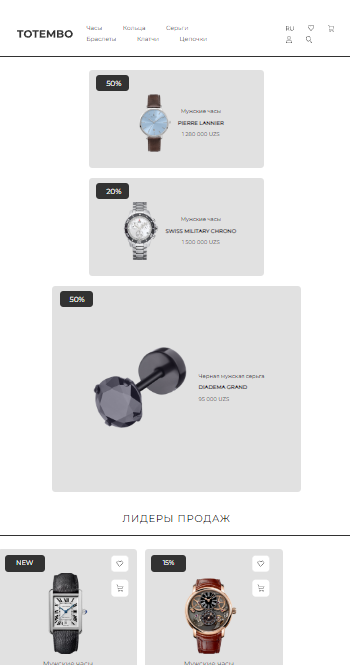 TOTEMBO
Часы Кольца Серьги
Браслеты Клатчи Цепочки
RU
50%
Мужские часы
PIERRE LANNIER
1 280 000 UZS
20%
Мужские часы
SWISS MILITARY CHRONO
1 500 000 UZS
50%
Черная мужская серьга
DIADEMA GRAND
95 000 UZS
ЛИДЕРЫ ПРОДАЖ
NEW
15%
Мужские часы
Мужские часы